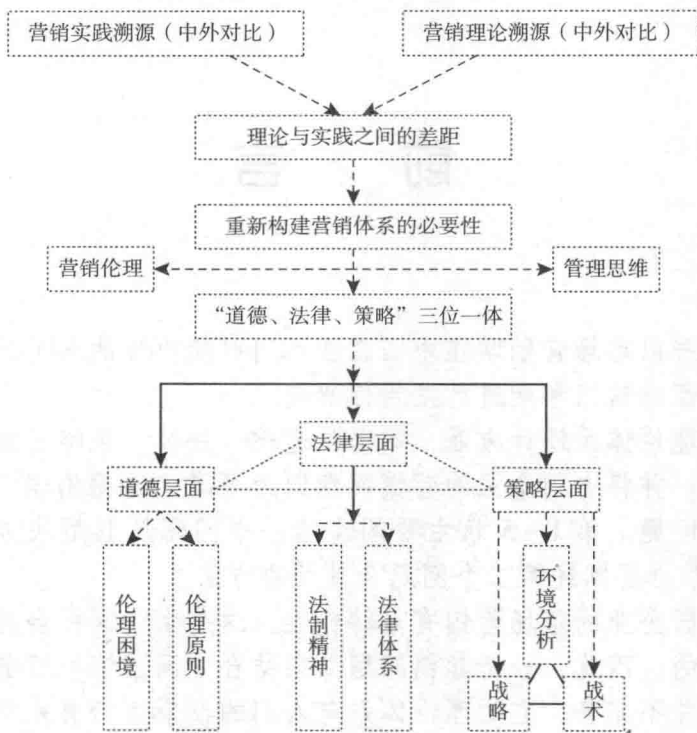 营销实践溯源（中外对比）
营销理论溯源（中外对比）
理论与实践之间的差距
重新构建营销体系的必要性
营销伦理
管理思维
“道德、法律、策略”三位一体
法律层面
道德层面
策略层面
伦理困境
伦理原则
法制精神
法律体系
环境分析
战略
战术